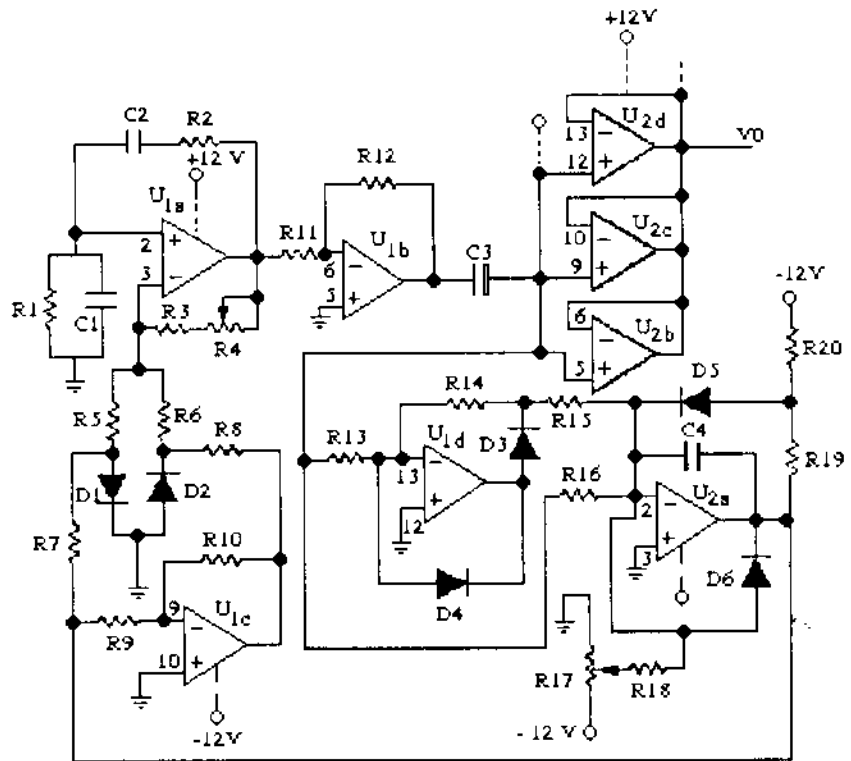 +12V
C2
R2
+12 V
U1a
2
+
3
−
R1
C1
R3
R4
R11
R12
U1b
6
−
5
+
C3
U2d
13
−
12
+
V0
U2c
10
−
9
+
U2b
6
−
5
+
-12V
R20
R5
R6
R8
D1
D2
R7
R10
R9
9
−
U1c
10
+
-12V
R14
R15
D5
R13
U1d
D3
13
−
12
+
D4
R16
C4
R19
U2a
2
−
3
+
D6
R17
R18
- 12 V